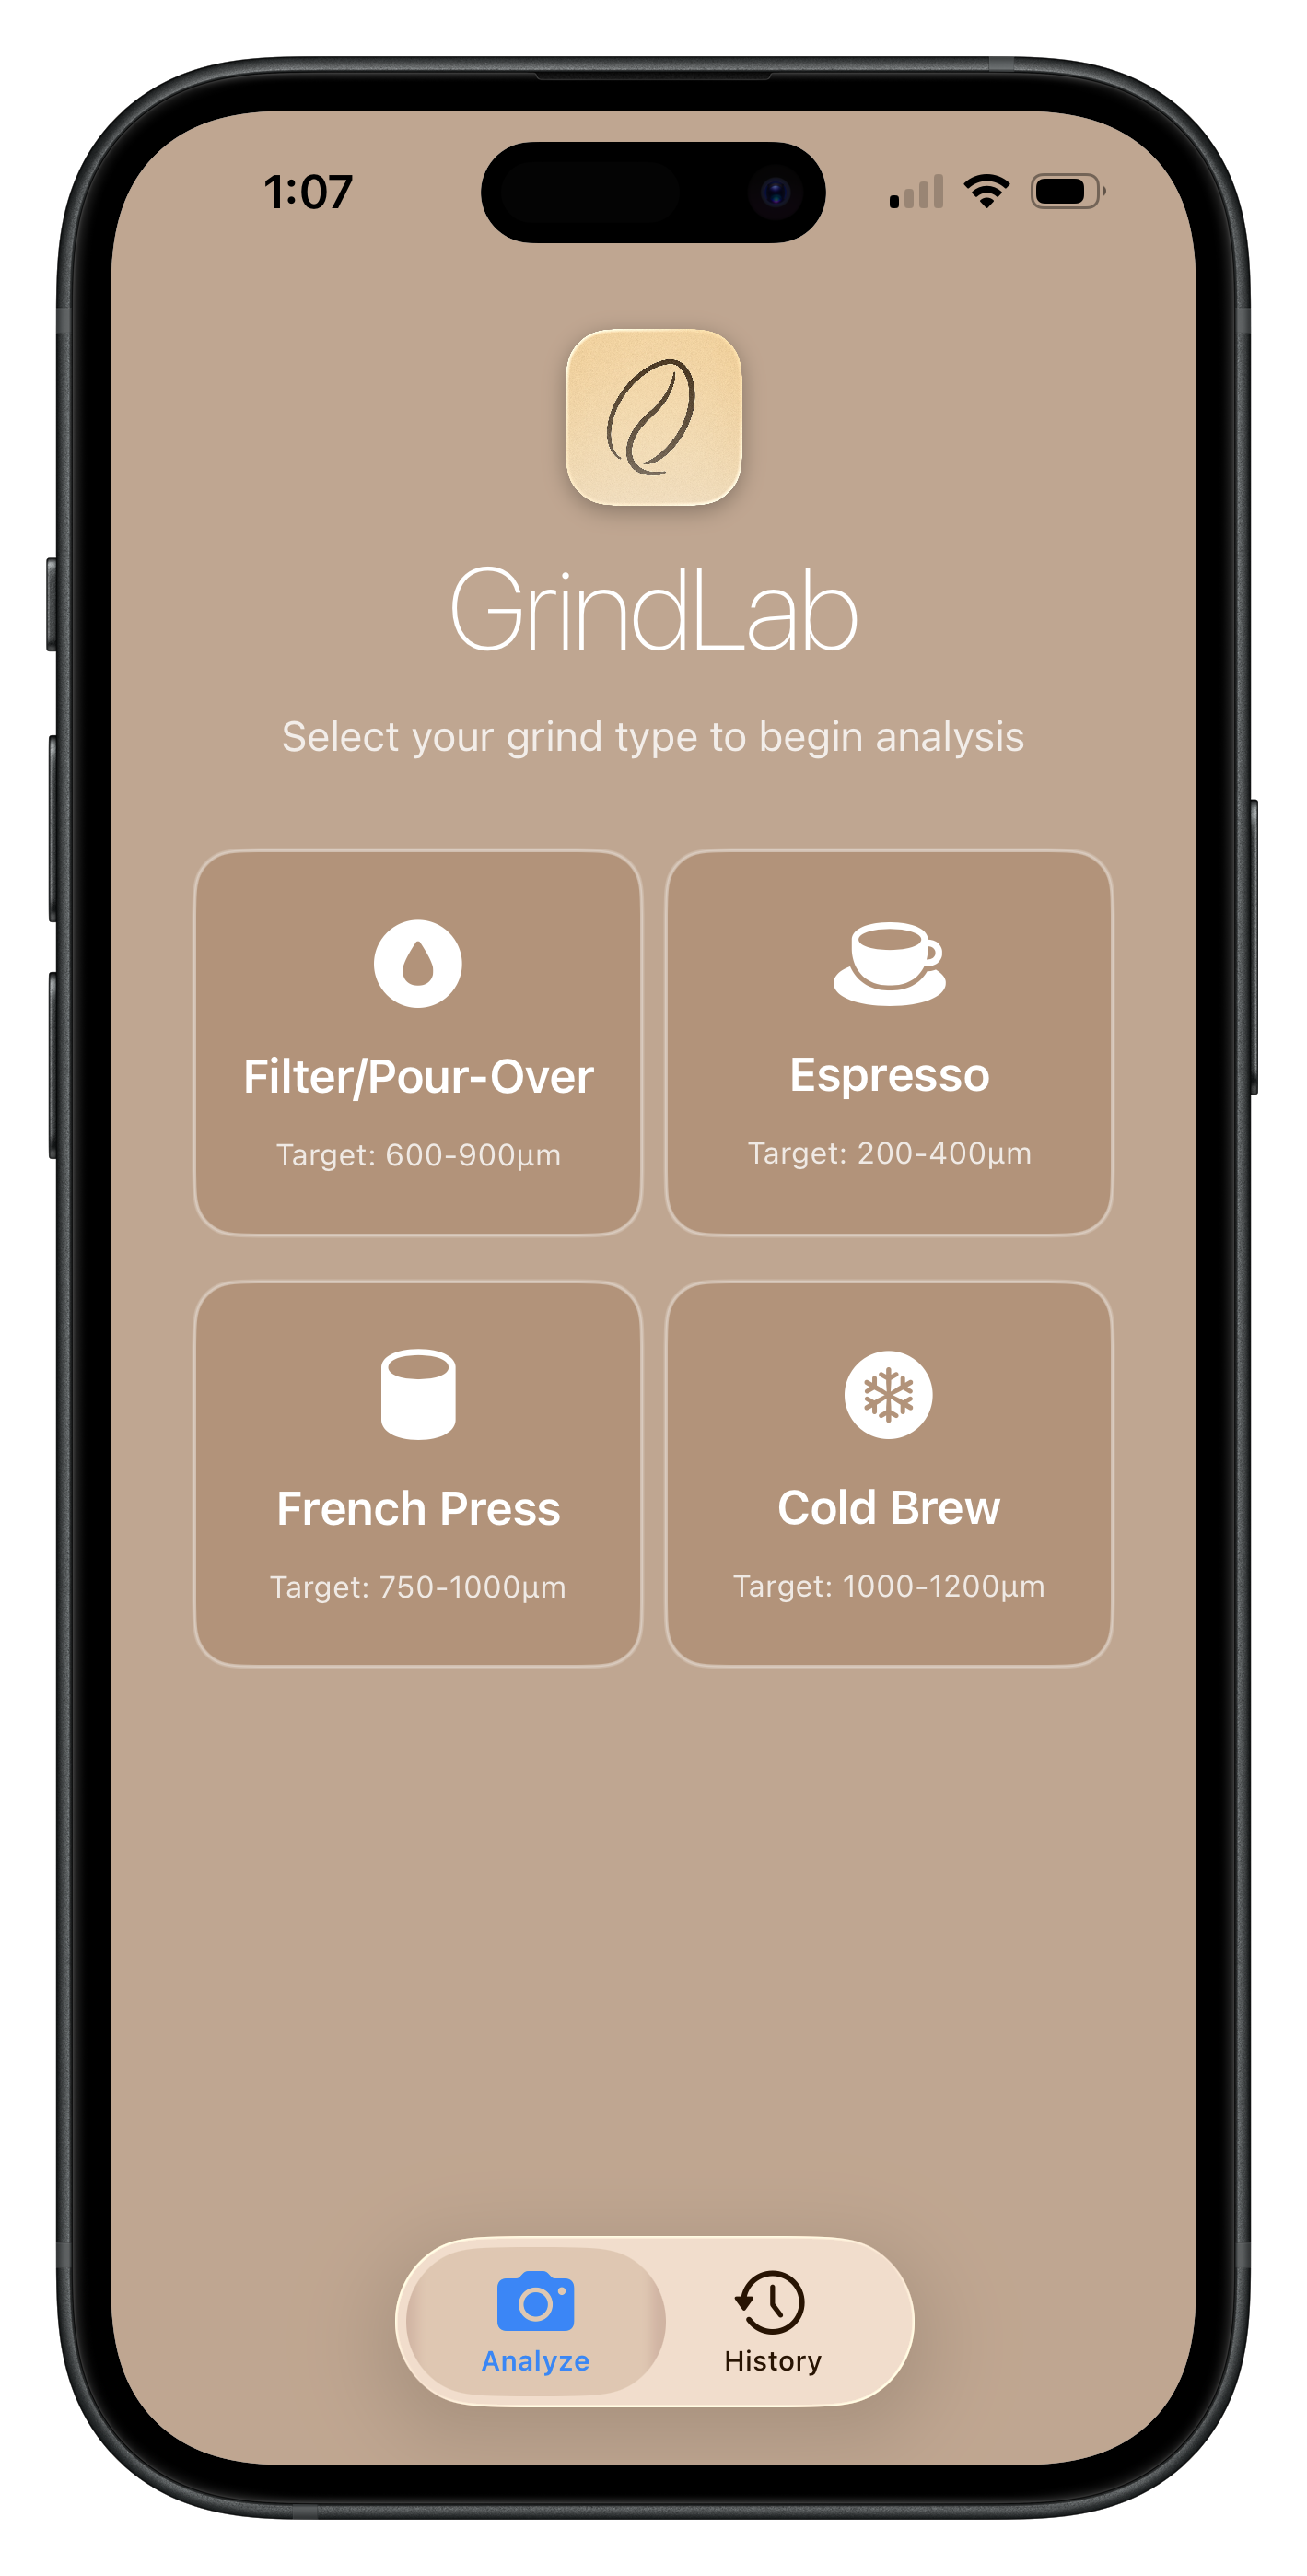 1:07
GrindLab
Select your grind type to begin analysis
Filter/Pour-Over
Target: 600-900μm
Espresso
Target: 200-400μm
French Press
Target: 750-1000μm
Cold Brew
Target: 1000-1200μm
Analyze
History